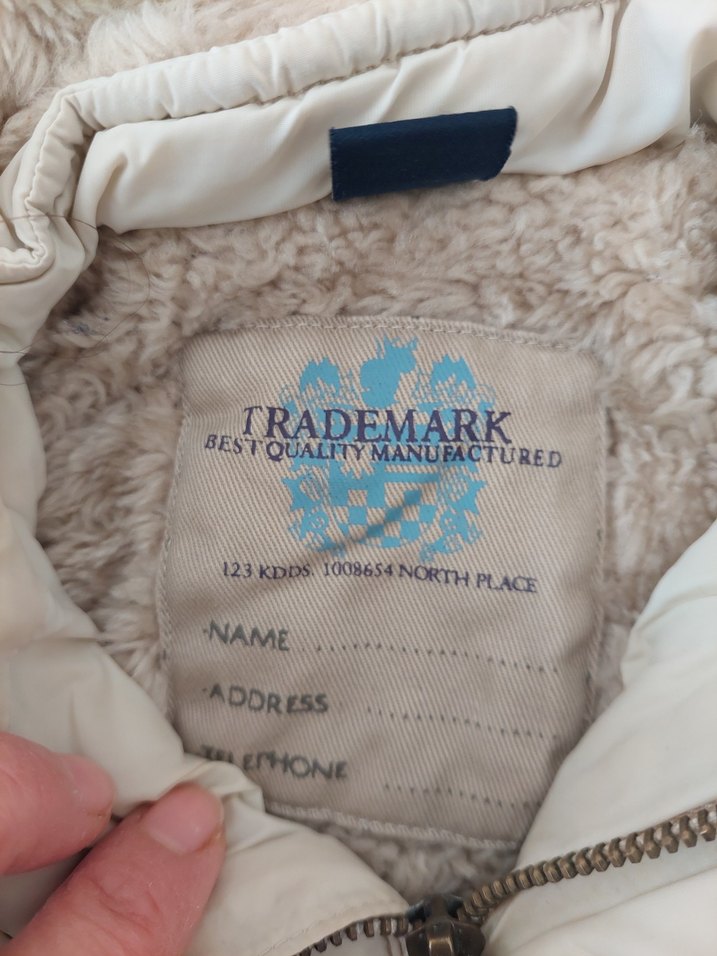 TRADEMARK
BEST QUALITY MANUFACTURED
123 KDDS. 1008654 NORTH PLACE
·NAME ....................
·ADDRESS ...............
TELEPHONE ............